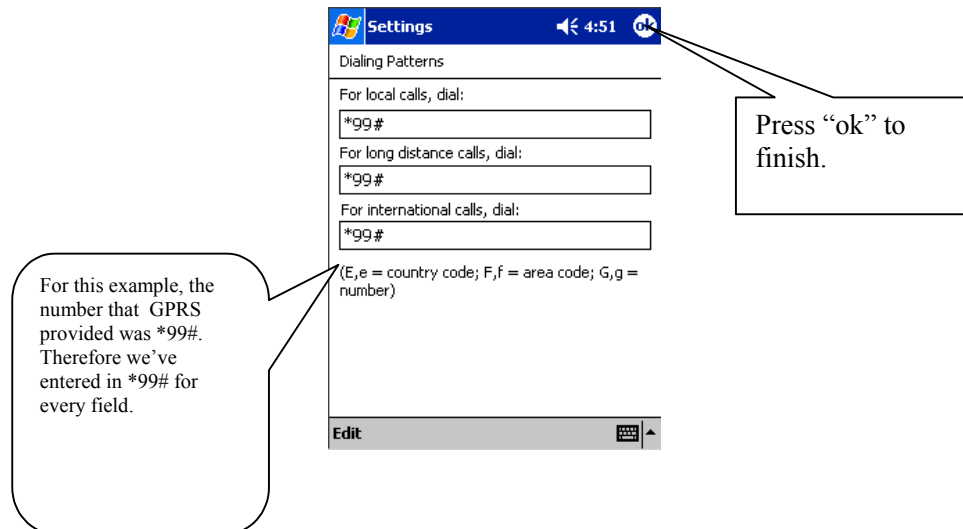 Settings 4:51 ok
Dialing Patterns
For local calls, dial:
*99#
For long distance calls, dial:
*99#
For international calls, dial:
*99#
(E,e = country code; F,f = area code; G,g =
number)
Edit
Press “ok” to
finish.
For this example, the
number that GPRS
provided was *99#.
Therefore we’ve
entered in *99# for
every field.